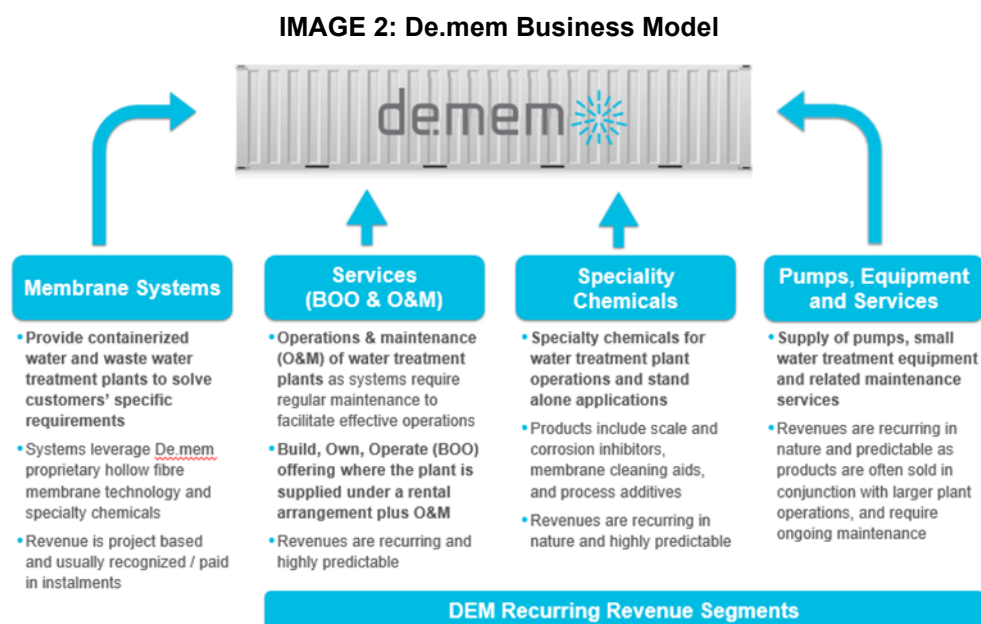 IMAGE 2: De.mem Business Model
de.mem
Membrane Systems
• Provide containerized
water and waste water
treatment plants to solve
customers' specific
requirements
• Systems leverage De.mem
proprietary hollow fibre
membrane technology and
specialty chemicals
• Revenue is project based
and usually recognized / paid
in instalments
Services
(BOO & O&M)
• Operations & maintenance
(O&M) of water treatment
plants as systems require
regular maintenance to
facilitate effective operations
• Build, Own, Operate (BOO)
offering where the plant is
supplied under a rental
arrangement plus O&M
• Revenues are recurring and
highly predictable
Speciality
Chemicals
• Specialty chemicals for
water treatment plant
operations and stand
alone applications
• Products include scale and
corrosion inhibitors,
membrane cleaning aids,
and process additives
• Revenues are recurring in
nature and highly predictable
Pumps, Equipment
and Services
• Supply of pumps, small
water treatment equipment
and related maintenance
services
• Revenues are recurring in
nature and predictable as
products are often sold in
conjunction with larger plant
operations, and require
ongoing maintenance
DEM Recurring Revenue Segments